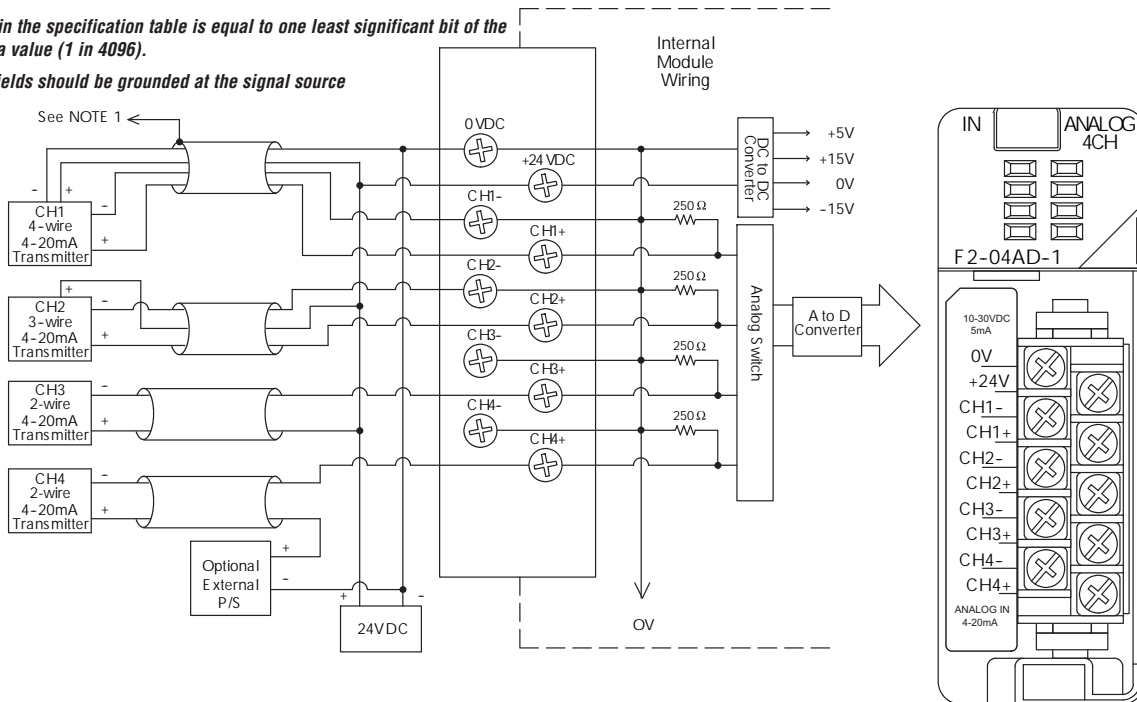 in the specification table is equal to one least significant bit of the
a value (1 in 4096).
ields should be grounded at the signal source
See NOTE 1
- +
CH1
4-wire
4-20mA
Transmitter
-
+
+
CH2
3-wire
4-20mA
Transmitter
-
+
CH3
2-wire
4-20mA
Transmitter
-
+
CH4
2-wire
4-20mA
Transmitter
-
+
Optional
External
P/S
+
-
+ -
24VDC
0VDC
+24 VDC
CH1-
CH1+
CH2-
CH2+
CH3-
CH3+
CH4-
CH4+
Internal
Module
Wiring
250 Ω
250 Ω
250 Ω
250 Ω
OV
DC to DC
Converter
+5V
+15V
0V
-15V
Analog Switch
A to D
Converter
IN
ANALOG
4CH
F2-04AD-1
10-30VDC
5mA
0V
+24V
CH1-
CH1+
CH2-
CH2+
CH3-
CH3+
CH4-
CH4+
ANALOG IN
4-20mA